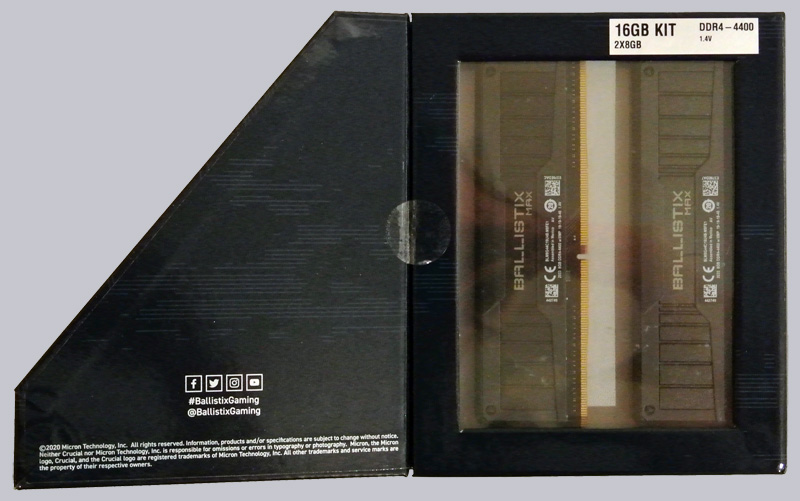 16GB KIT
2X8GB
DDR4-4400
1.4V
BALLISTIX
MAX
BALLISTIX
MAX
#BallistixGaming
@BallistixGaming
©2020 Micron Technology, Inc. All rights reserved. Information, products and/or specifications are subject to change without notice.
Neither Crucial nor Micron Technology, Inc. is responsible for omissions or errors in typography or photography. Micron, the Micron
logo, Crucial, and the Crucial logo are registered trademarks of Micron Technology, Inc. All other trademarks and service marks are
the property of their respective owners.